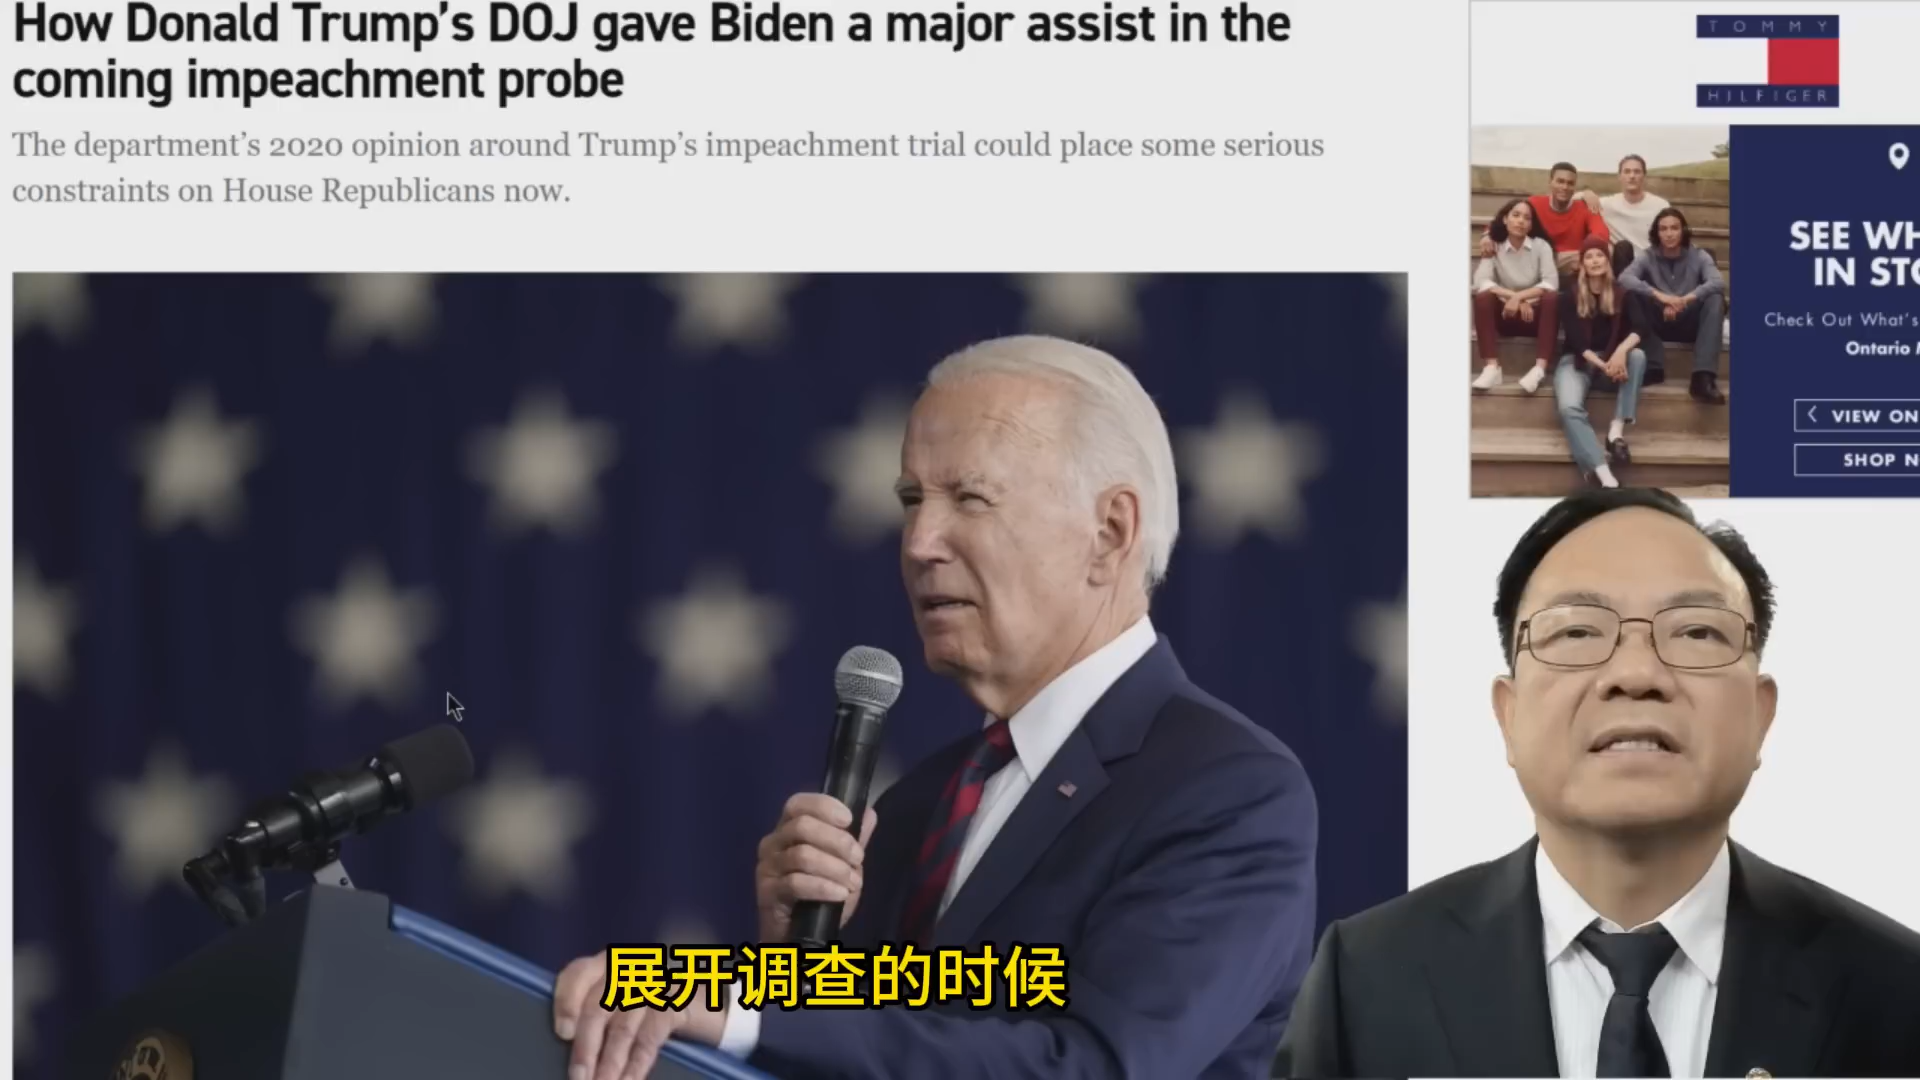 How Donald Trump's DOJ gave Biden a major assist in the
coming impeachment probe
The department's 2020 opinion around Trump's impeachment trial could place some serious
constraints on House Republicans now.
TOMMY
HILFIGER
SEE
IN
Check Out What's
Ontario
VIEW ON
SHOP
展开调查的时候